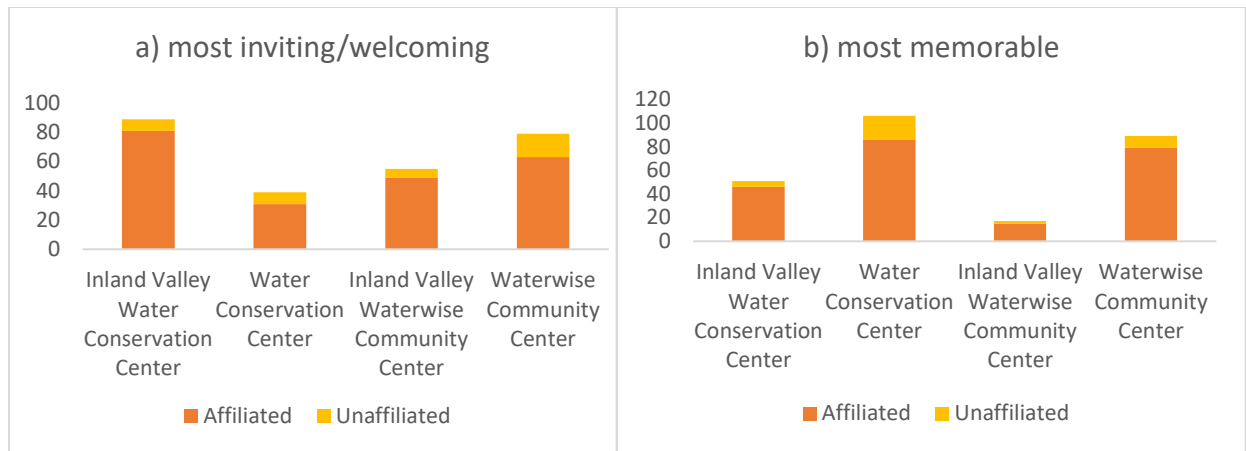 a) most inviting/welcoming
100
80
60
40
20
0
Inland Valley
Water
Conservation
Center
Water
Conservation
Center
Inland Valley
Waterwise
Community
Center
Waterwise
Community
Center
Affiliated
Unaffiliated
b) most memorable
120
100
80
60
40
20
0
Inland Valley
Water
Conservation
Center
Water
Conservation
Center
Inland Valley
Waterwise
Community
Center
Waterwise
Community
Center
Affiliated
Unaffiliated